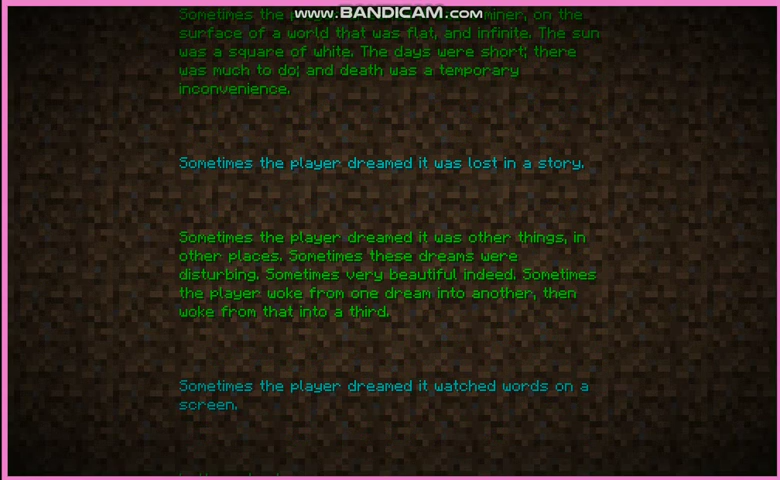 www.BANDICAM.com
Sometimes the miner, on the
surface of a world that was flat, and infinite. The sun
was a square of white. The days were short; there
was much to do; and death was a temporary
inconvenience.
Sometimes the player dreamed it was lost in a story.
Sometimes the player dreamed it was other things, in
other places. Sometimes these dreams were
disturbing. Sometimes very beautiful indeed. Sometimes
the player woke from one dream into another, then
woke from that into a third.
Sometimes the player dreamed it watched words on a
screen.